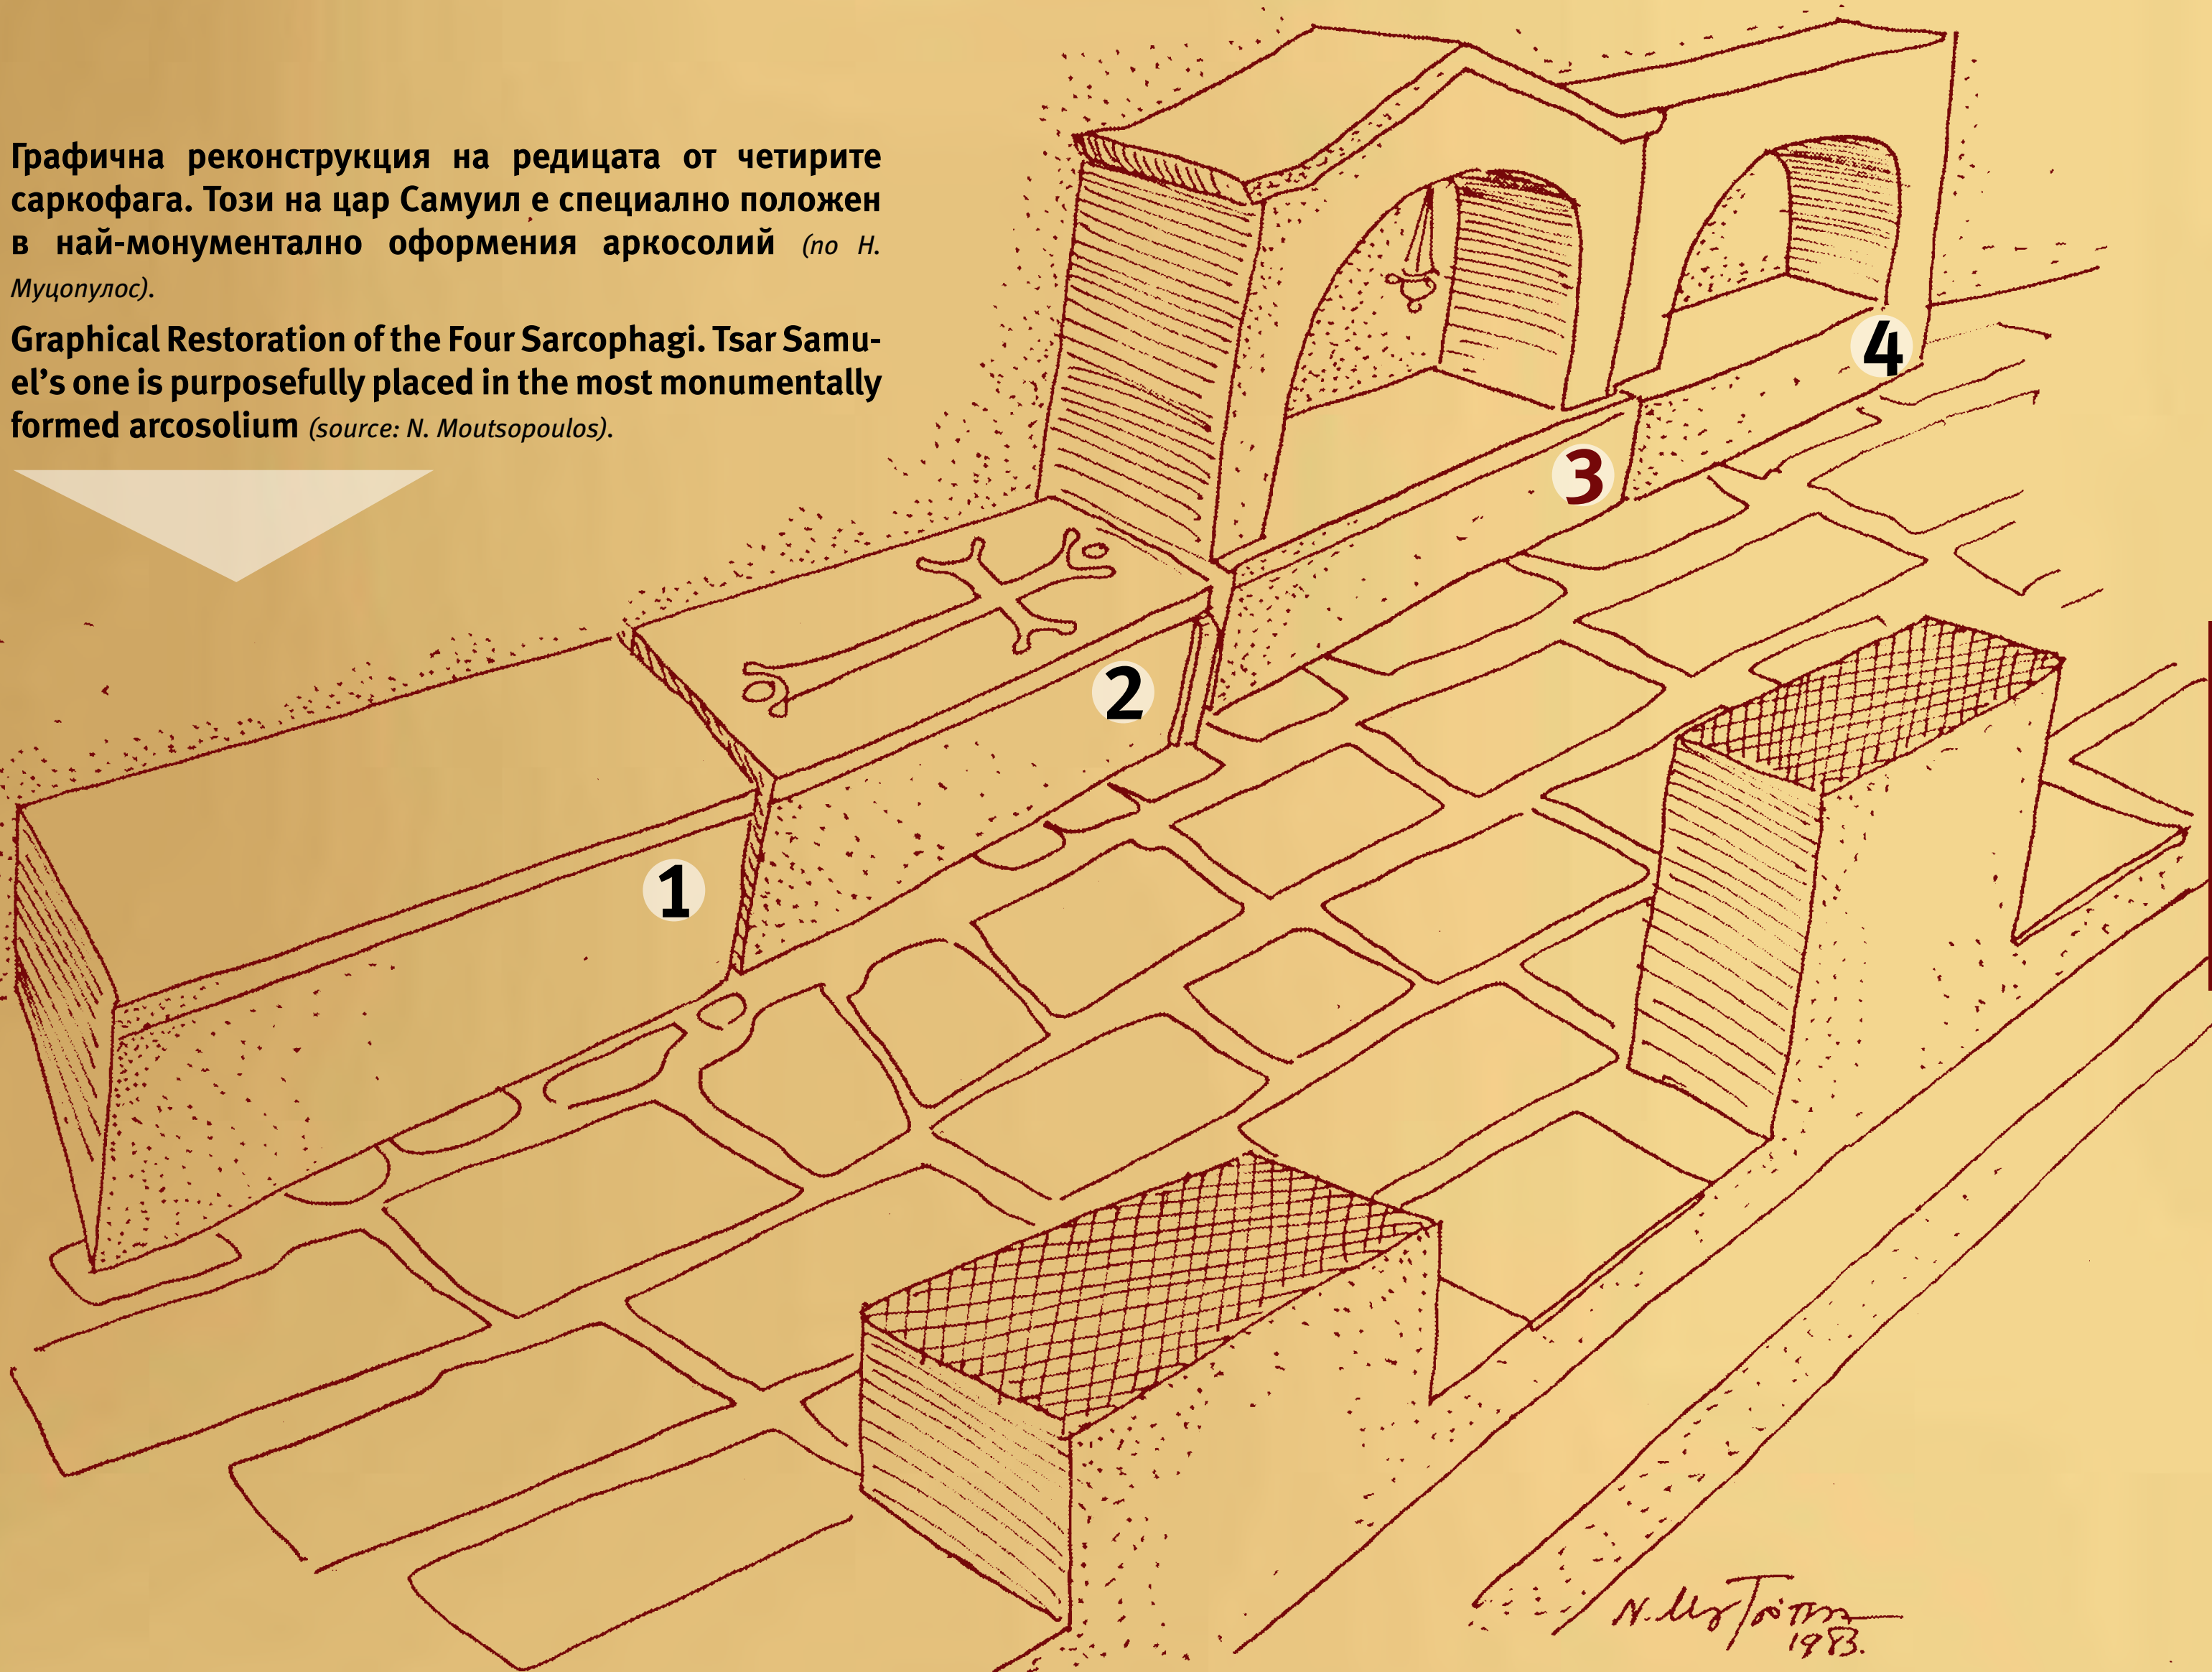 Графична реконструкция на редицата от четирите
саркофага. Този на цар Самуил е специално положен
в най-монументално оформения аркосолий (по Н.
Муцопулос).
Graphical Restoration of the Four Sarcophagi. Tsar Samu-
el’s one is purposefully placed in the most monumentally
formed arcosolium (source: N. Moutsopoulos).
4
3
2
1
1983.